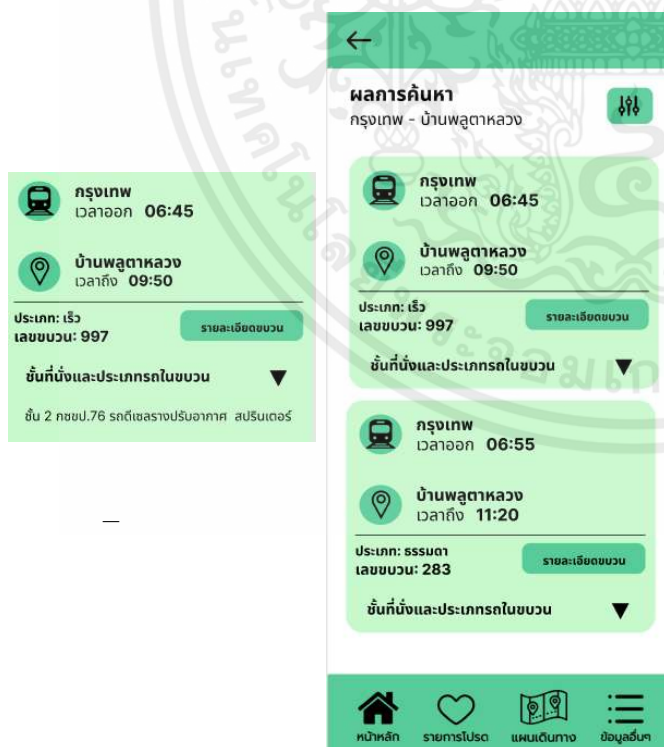 กรุงเทพ
เวลาออก 06:45
บ้านพลูตาหลวง
เวลาถึง 09:50
ประเภท: เร็ว
เลขขบวน: 997
รายละเอียดขบวน
ชั้นที่นั่งและประเภทรถในขบวน
ชั้น 2 กซขป.76 รถดีเซลรางปรับอากาศ สปรินเตอร์
ผลการค้นหา
กรุงเทพ - บ้านพลูตาหลวง
กรุงเทพ
เวลาออก 06:45
บ้านพลูตาหลวง
เวลาถึง 09:50
ประเภท: เร็ว
เลขขบวน: 997
รายละเอียดขบวน
ชั้นที่นั่งและประเภทรถในขบวน
กรุงเทพ
เวลาออก 06:55
บ้านพลูตาหลวง
เวลาถึง 11:20
ประเภท: ธรรมดา
เลขขบวน: 283
รายละเอียดขบวน
ชั้นที่นั่งและประเภทรถในขบวน
หน้าหลัก
รายการโปรด
แผนเดินทาง
ข้อมูลอื่นๆ